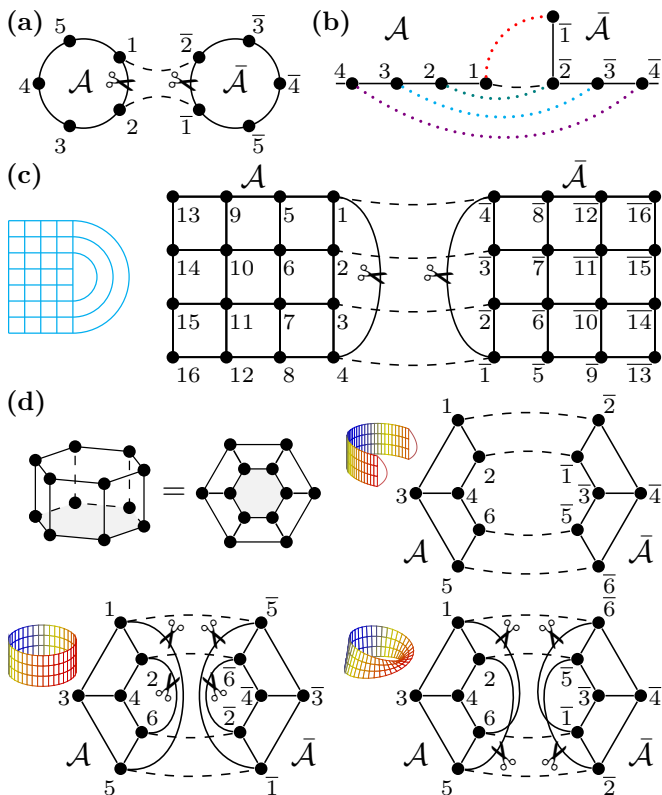 (a)
5 1 2̅ 3̅
4 𝒜 𝒜̅ 4̅
3 2 1̅ 5̅
(b)
𝒜 1̅ 𝒜̅
4 3 2 1 2̅ 3̅ 4̅
(c)
𝒜 𝒜̅
13 9 5 1 4̅ 8̅ 1̅2̅ 1̅6̅
14 10 6 2 3̅ 7̅ 1̅1̅ 1̅5̅
15 11 7 3 2̅ 6̅ 1̅0̅ 1̅4̅
16 12 8 4 1̅ 5̅ 9̅ 1̅3̅
(d)
=
1 2̅
2 1̅
3 4 3̅ 4̅
6 5̅
𝒜 𝒜̅
5 6̅
1 5̅
2 6̅
3 4 4̅ 3̅
6 2̅
𝒜 𝒜̅
5 1̅
1 6̅
2 5̅
3 4 3̅ 4̅
6 1̅
𝒜 𝒜̅
5 2̅